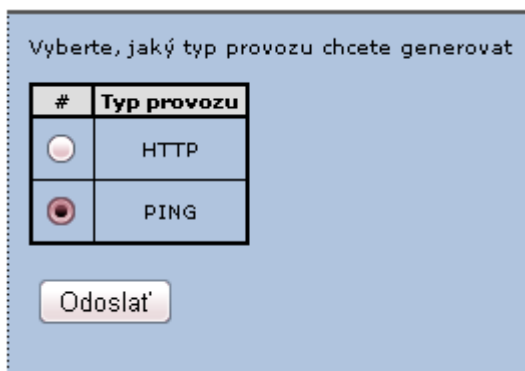 Vyberte, jaký typ provozu chcete generovat
# Typ provozu
HTTP
PING
Odoslať